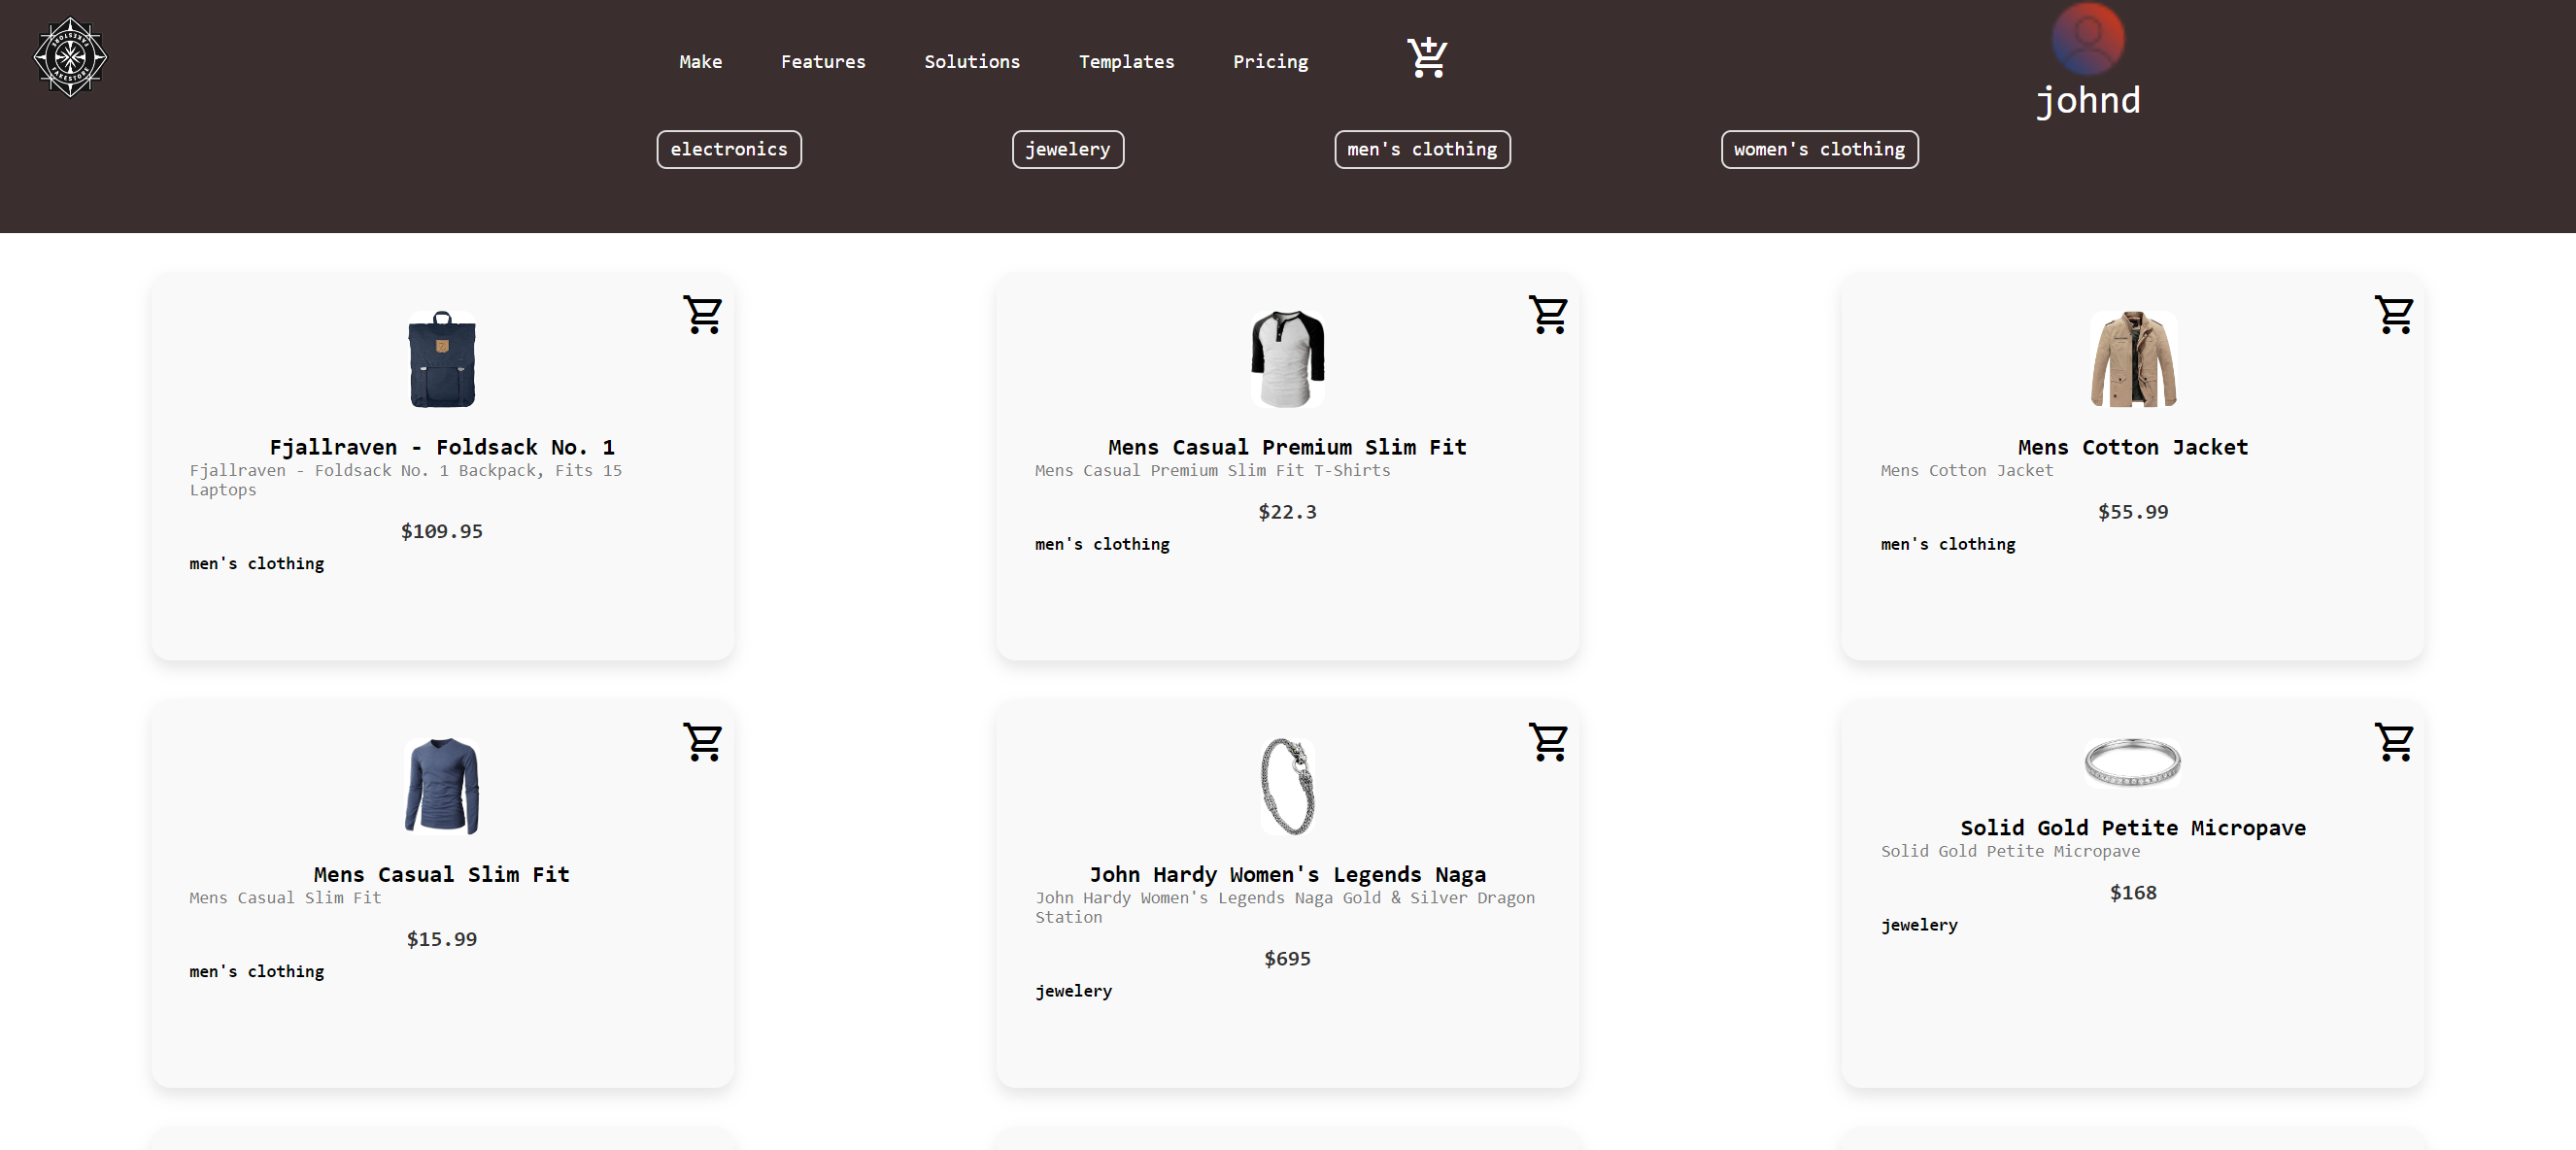 FAKESTORE
FAKESTORE
Make Features Solutions Templates Pricing
johnd
electronics jewelery men's clothing women's clothing
Fjallraven - Foldsack No. 1
Fjallraven - Foldsack No. 1 Backpack, Fits 15
Laptops
$109.95
men's clothing
Mens Casual Premium Slim Fit
Mens Casual Premium Slim Fit T-Shirts
$22.3
men's clothing
Mens Cotton Jacket
Mens Cotton Jacket
$55.99
men's clothing
Mens Casual Slim Fit
Mens Casual Slim Fit
$15.99
men's clothing
John Hardy Women's Legends Naga
John Hardy Women's Legends Naga Gold & Silver Dragon
Station
$695
jewelery
Solid Gold Petite Micropave
Solid Gold Petite Micropave
$168
jewelery